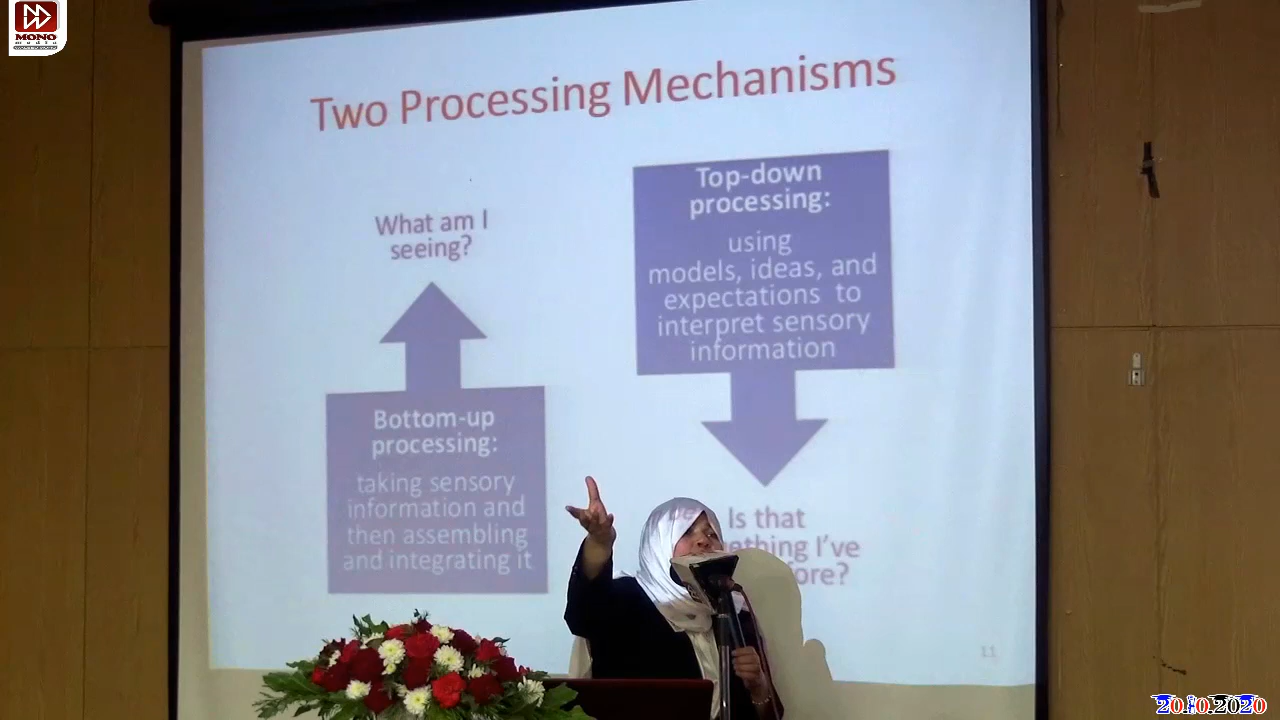 MONO
media
Two Processing Mechanisms
What am I
seeing?
Bottom-up
processing:
taking sensory
information and
then assembling
and integrating it
Top-down
processing:
using
models, ideas, and
expectations to
interpret sensory
information
Is that
I've
11
20.10.2020